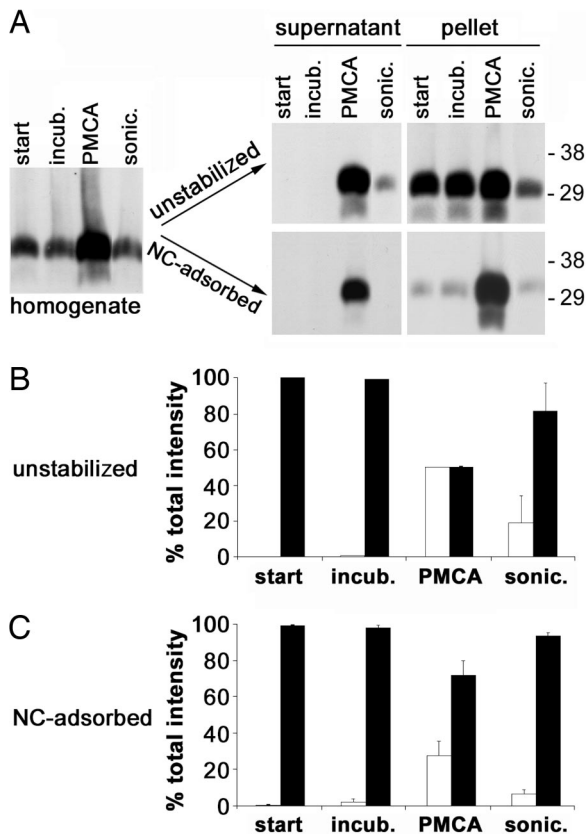 A
supernatant pellet
start incub. PMCA sonic. start incub. PMCA sonic.
start incub. PMCA sonic.
unstabilized
- 38
- 29
NC-adsorbed
- 38
- 29
homogenate
B
unstabilized
% total intensity
100
80
60
40
20
0
start incub. PMCA sonic.
C
NC-adsorbed
% total intensity
100
80
60
40
20
0
start incub. PMCA sonic.